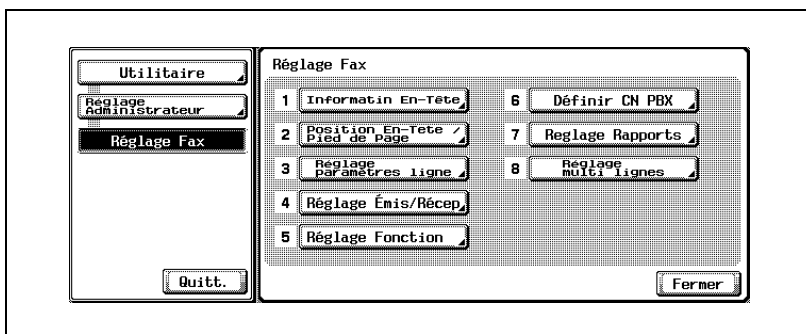 Utilitaire
Réglage
Administrateur
Réglage Fax
Quitt.
Réglage Fax
1 Informatin En-Tête
2 Position En-Tete /
Pied de Page
3 Réglage
paramètres ligne
4 Réglage Émis/Récep
5 Réglage Fonction
6 Définir CN PBX
7 Reglage Rapports
8 Réglage
multi lignes
Fermer